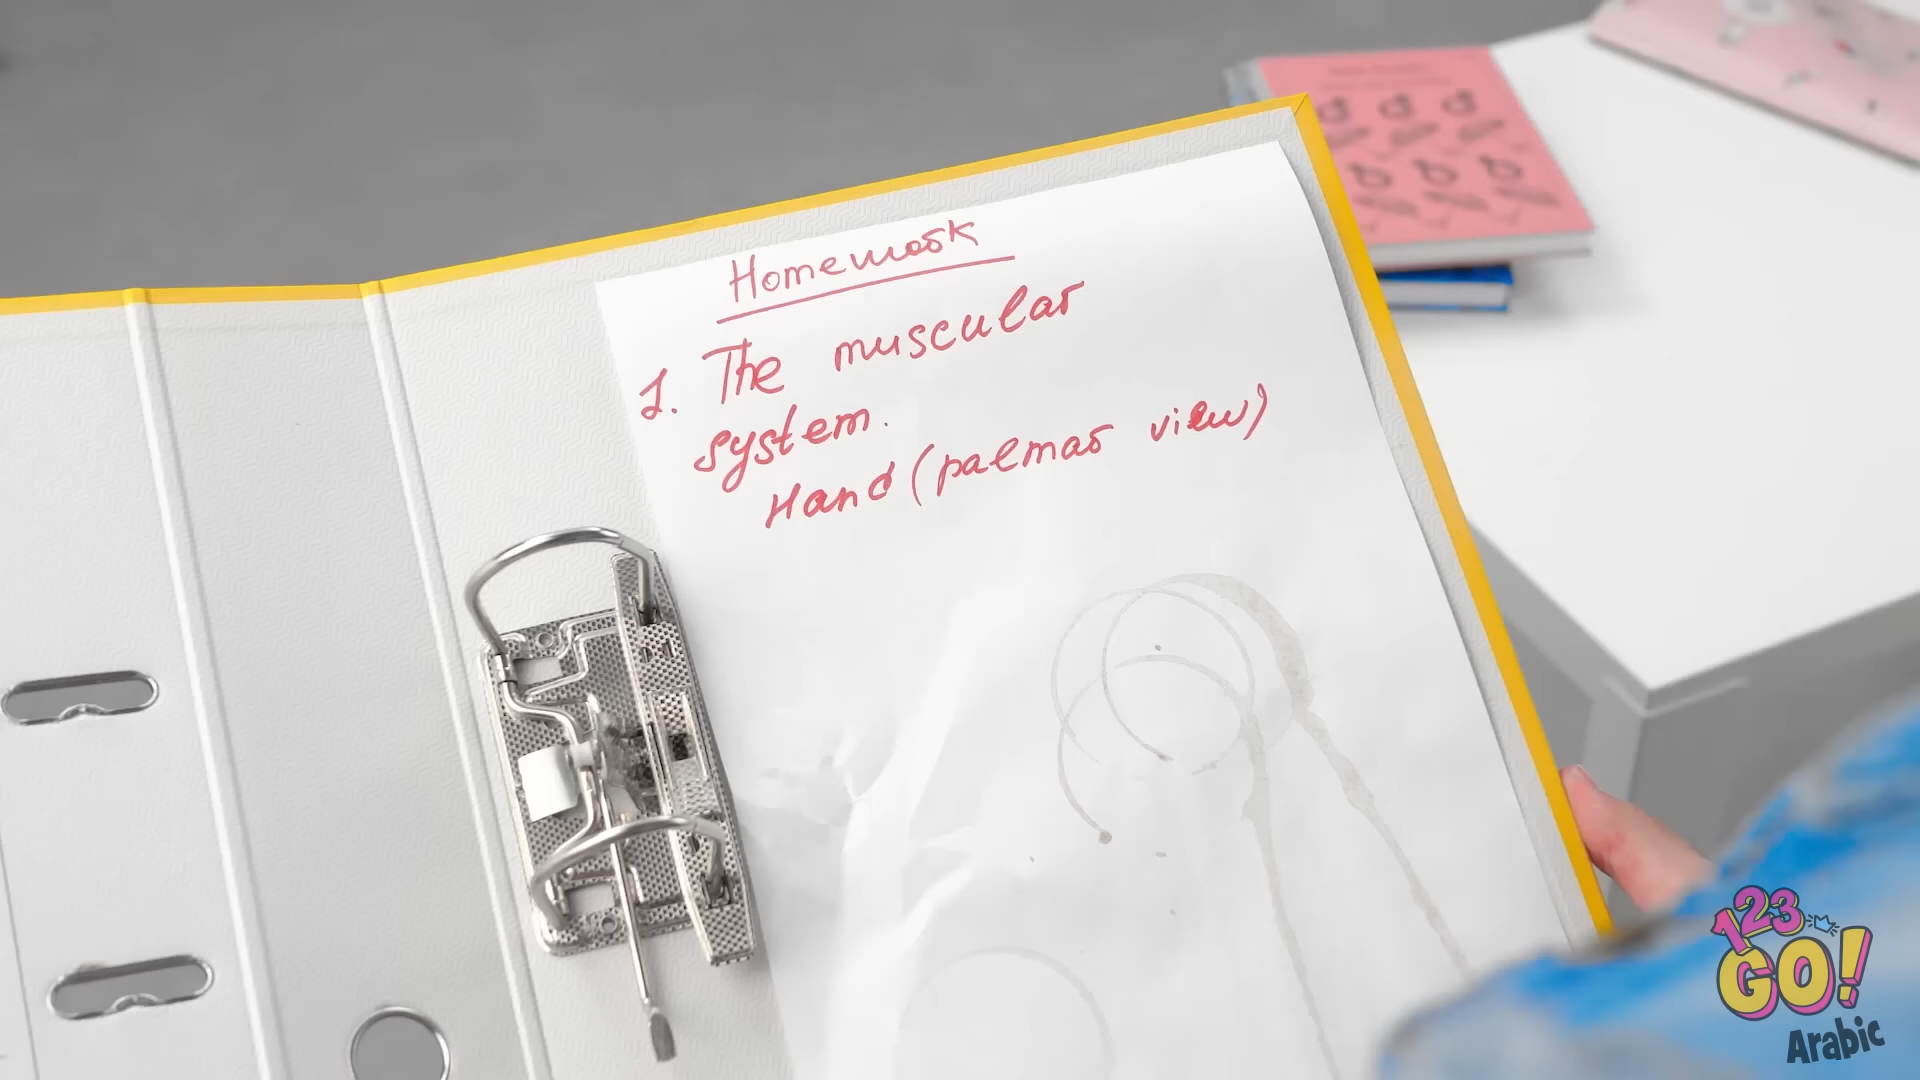 Homework
1. The muscular
system.
Hand (palmar view)
123
GO!
Arabic